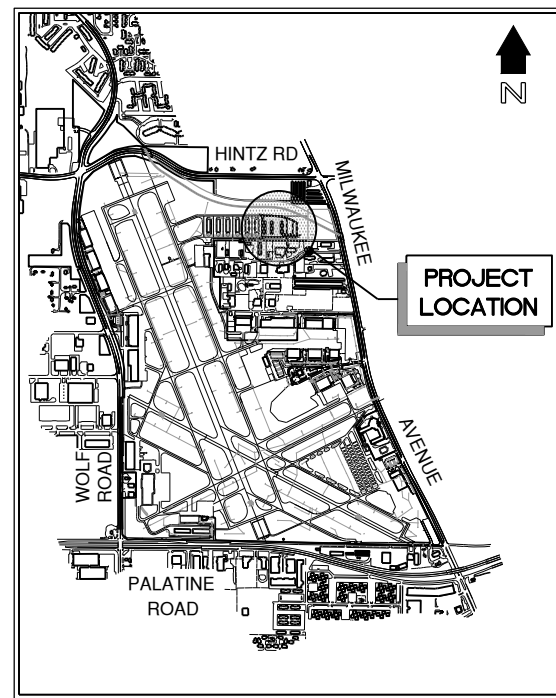 N
HINTZ RD
MILWAUKEE
PROJECT
LOCATION
AVENUE
WOLF
ROAD
PALATINE
ROAD